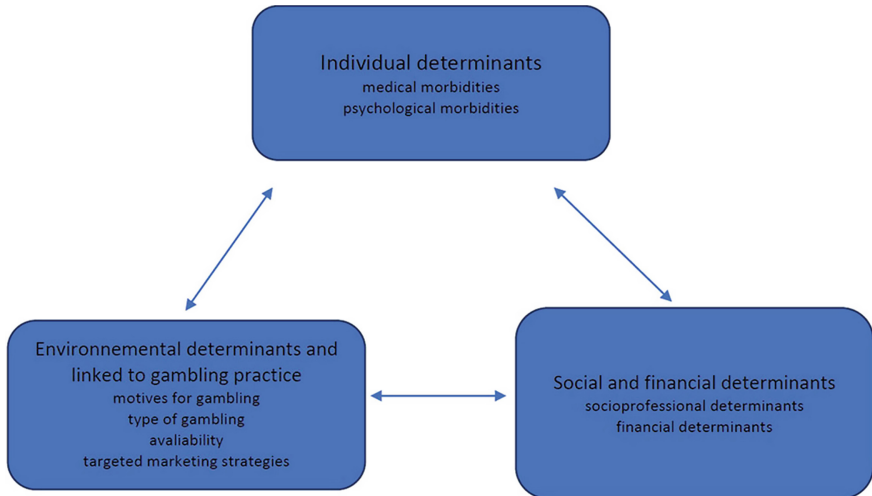 Individual determinants
medical morbidities
psychological morbidities
Environnemental determinants and
linked to gambling practice
motives for gambling
type of gambling
avaliability
targeted marketing strategies
Social and financial determinants
socioprofessional determinants
financial determinants